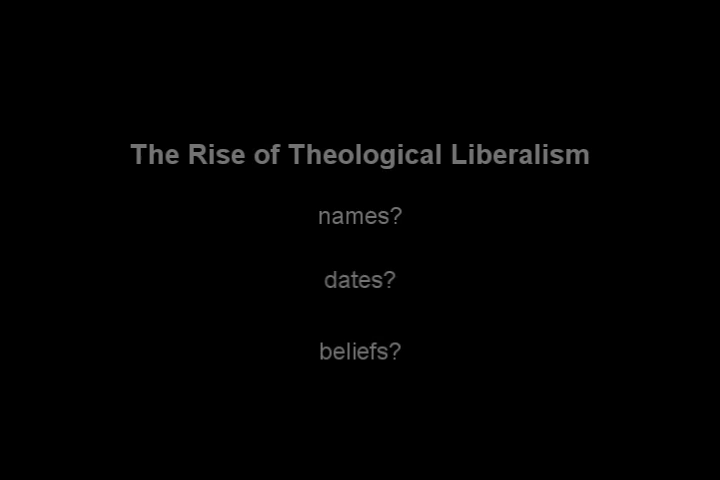 The Rise of Theological Liberalism
names?
dates?
beliefs?